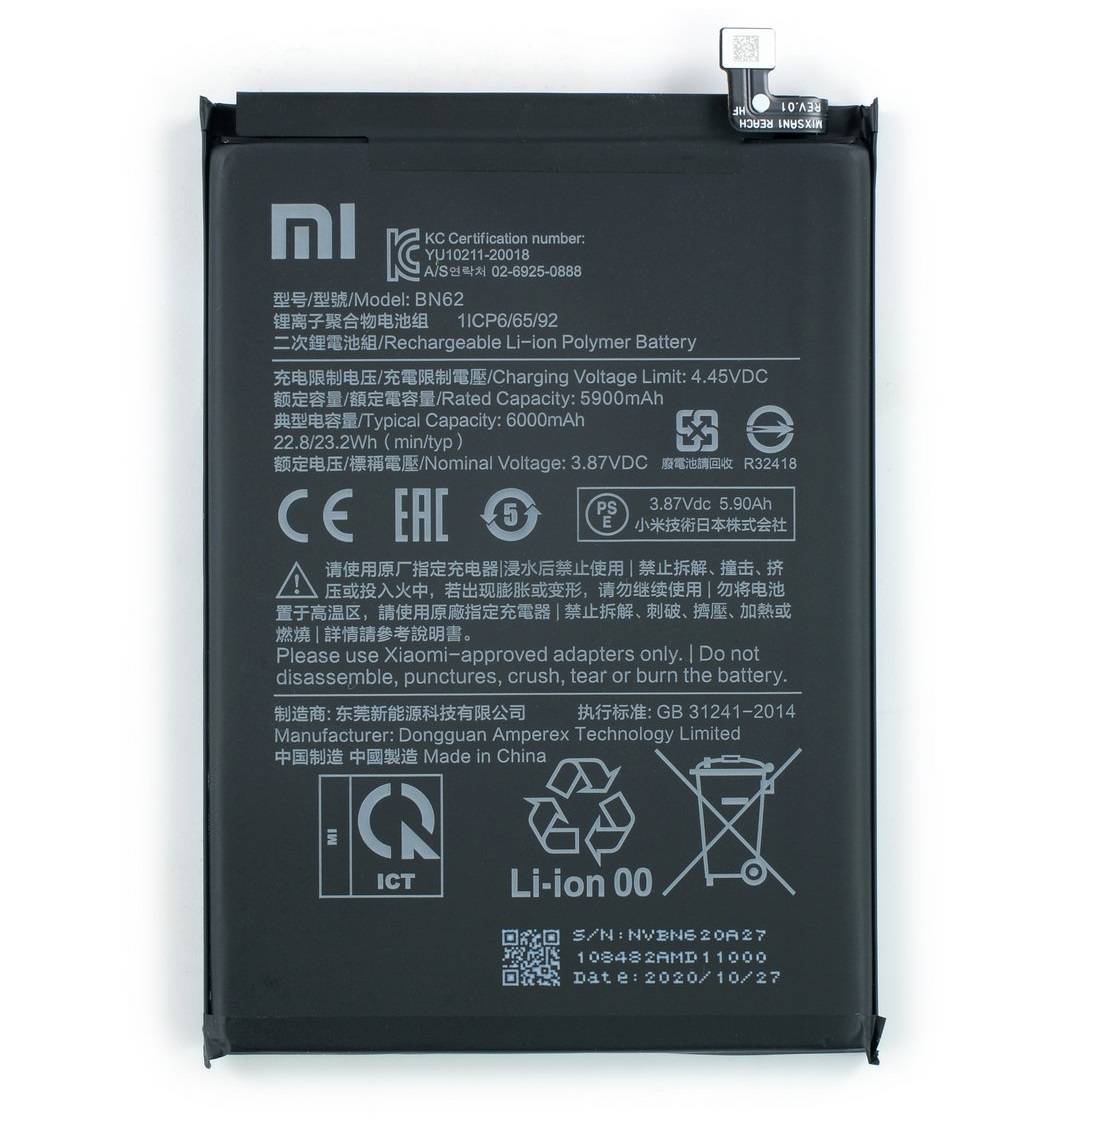 MIXSAN1 REACH
REV.01 HF
MI
KC KC Certification number:
YU10211-20018
A/S연락처 02-6925-0888
型号/型號/Model: BN62
锂离子聚合物电池组 1ICP6/65/92
二次鋰電池組/Rechargeable Li-ion Polymer Battery
充电限制电压/充電限制電壓/Charging Voltage Limit: 4.45VDC
额定容量/額定電容量/Rated Capacity: 5900mAh
典型电容量/Typical Capacity: 6000mAh
22.8/23.2Wh（min/typ）
额定电压/標稱電壓/Nominal Voltage: 3.87VDC
廢電池請回收 R32418
CE EAC 5
PS E
3.87Vdc 5.90Ah
小米技術日本株式会社
请使用原厂指定充电器|浸水后禁止使用 | 禁止拆解、撞击、挤
压或投入火中，若出现膨胀或变形，请勿继续使用 | 勿将电池
置于高温区，請使用原廠指定充電器 | 禁止拆解、刺破、擠壓、加熱或
燃燒 | 詳情請參考說明書。
Please use Xiaomi-approved adapters only. | Do not
disassemble, punctures, crush, tear or burn the battery.
制造商: 东莞新能源科技有限公司 执行标准: GB 31241-2014
Manufacturer: Dongguan Amperex Technology Limited
中国制造 中國製造 Made in China
MI
ICT
Li-ion 00
S/N:NVBN620A27
108482AMD11000
Date:2020/10/27